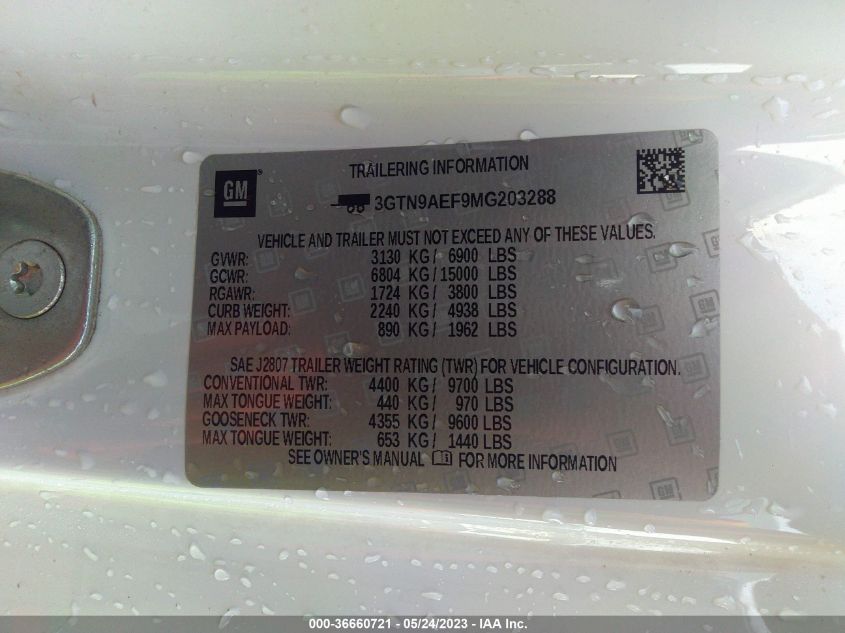 GM
TRAILERING INFORMATION
3GTN9AEF9MG203288
VEHICLE AND TRAILER MUST NOT EXCEED ANY OF THESE VALUES.
GVWR: 3130 KG/ 6900 LBS
GCWR: 6804 KG/ 15000 LBS
RGAWR: 1724 KG/ 3800 LBS
CURB WEIGHT: 2240 KG/ 4938 LBS
MAX PAYLOAD: 890 KG/ 1962 LBS
SAE J2807 TRAILER WEIGHT RATING (TWR) FOR VEHICLE CONFIGURATION.
CONVENTIONAL TWR: 4400 KG/ 9700 LBS
MAX TONGUE WEIGHT: 440 KG/ 970 LBS
GOOSENECK TWR: 4355 KG/ 9600 LBS
MAX TONGUE WEIGHT: 653 KG/ 1440 LBS
SEE OWNER'S MANUAL FOR MORE INFORMATION
000-36660721 - 05/24/2023 - IAA Inc.